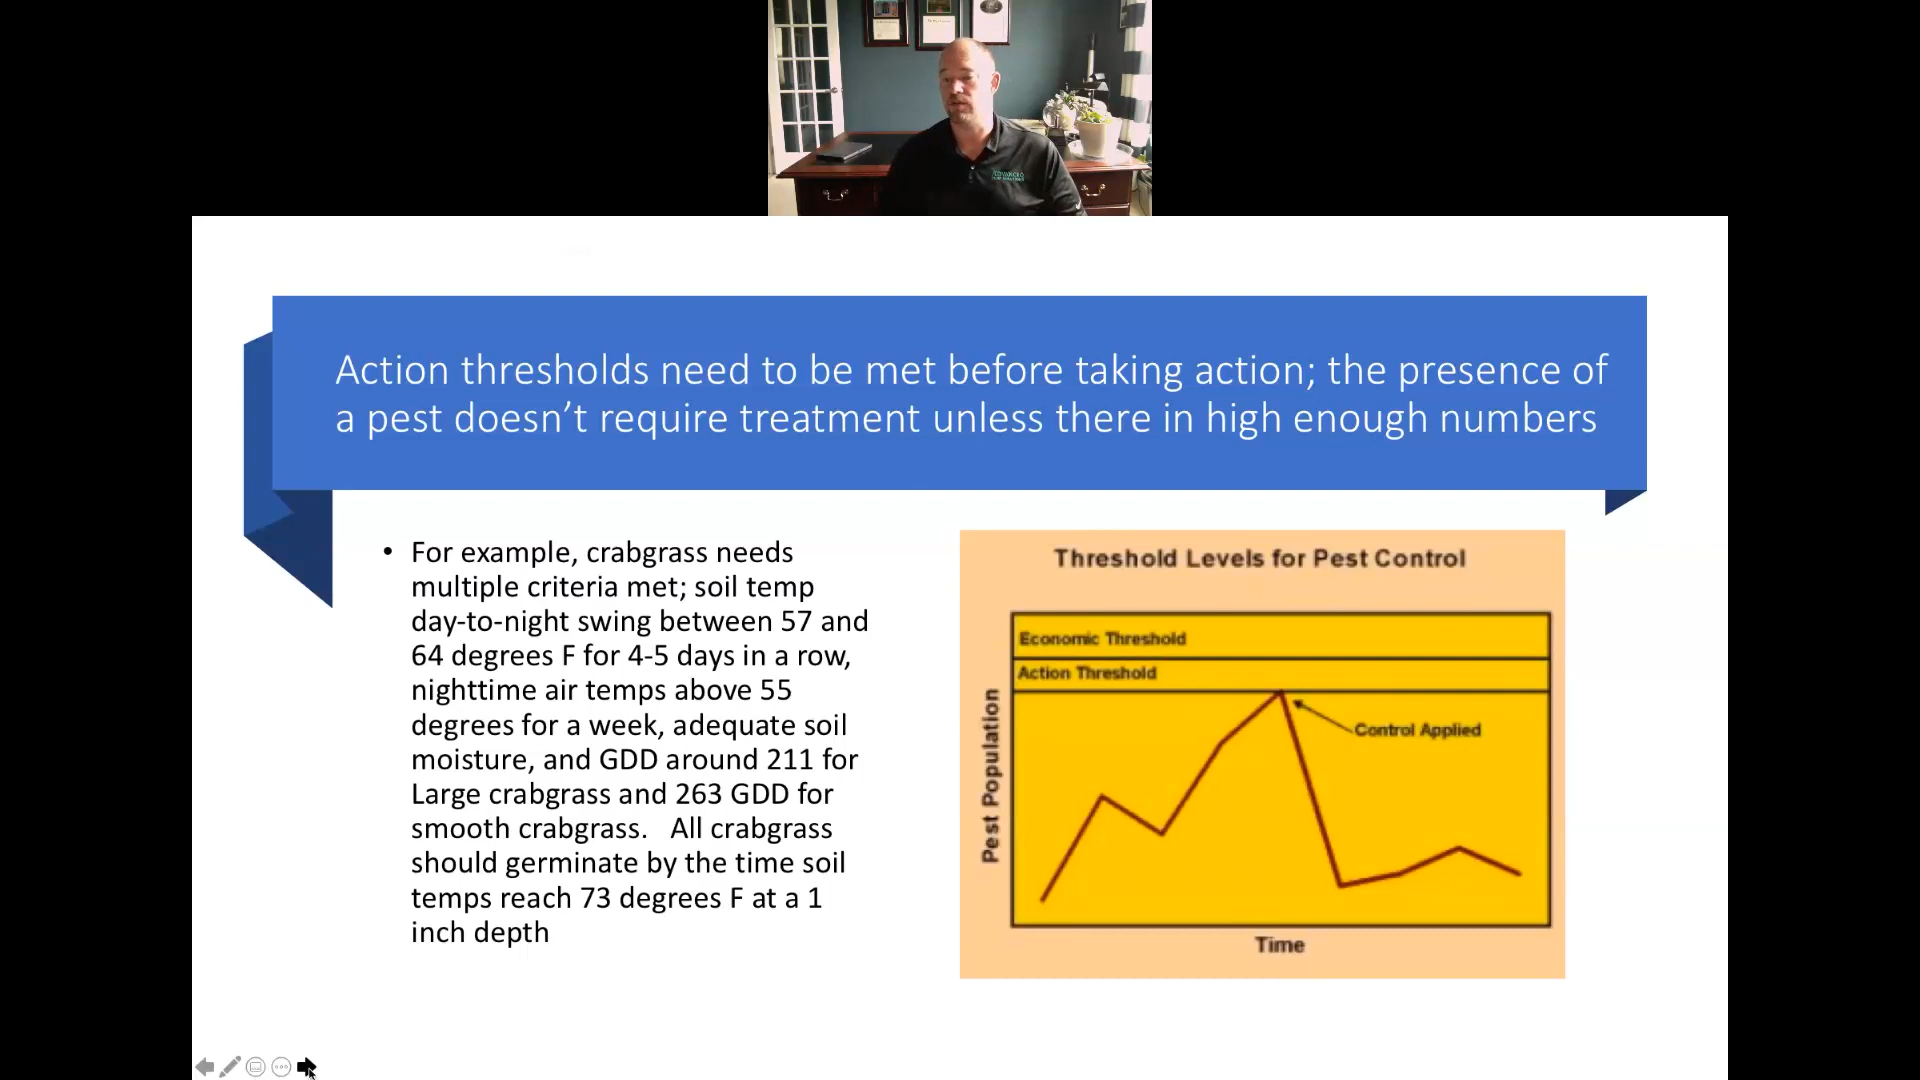 Action thresholds need to be met before taking action; the presence of
a pest doesn’t require treatment unless there in high enough numbers
• For example, crabgrass needs
multiple criteria met; soil temp
day-to-night swing between 57 and
64 degrees F for 4-5 days in a row,
nighttime air temps above 55
degrees for a week, adequate soil
moisture, and GDD around 211 for
Large crabgrass and 263 GDD for
smooth crabgrass.   All crabgrass
should germinate by the time soil
temps reach 73 degrees F at a 1
inch depth
Threshold Levels for Pest Control
Economic Threshold
Action Threshold
Control Applied
Pest Population
Time